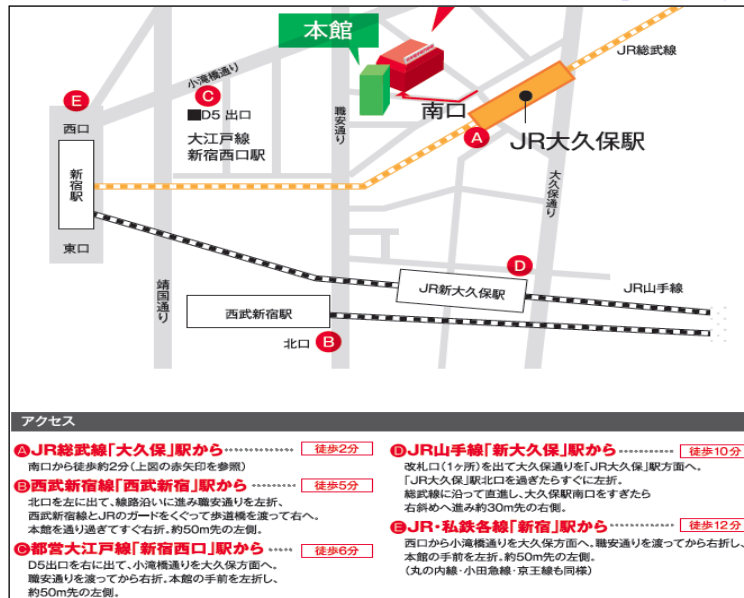 本館
JR総武線
小滝橋通り
E
C
西口
D5 出口
職安通り
南口
大江戸線
新宿西口駅
A
JR大久保駅
新宿駅
大久保通り
東口
D
靖国通り
JR新大久保駅
JR山手線
西武新宿駅
北口
B
アクセス
AJR総武線「大久保」駅から 徒歩2分
南口から徒歩約2分(上図の赤矢印を参照)
B西武新宿線「西武新宿」駅から 徒歩5分
北口を左に出て、線路沿いに進み職安通りを左折、
西武新宿線とJRのガードをくぐって歩道橋を渡って右へ。
本館を通り過ぎてすぐ右折。約50m先の左側。
C都営大江戸線「新宿西口」駅から 徒歩6分
D5出口を右に出て、小滝橋通りを大久保方面へ。
職安通りを渡ってから右折。本館の手前を左折し、
約50m先の左側。
DJR山手線「新大久保」駅から 徒歩10分
改札口(1ヶ所)を出て大久保通りを「JR大久保」駅方面へ。
「JR大久保」駅北口を過ぎたらすぐに左折。
総武線に沿って直進し、大久保駅南口をすぎたら
右斜めへ進み約30m先の右側。
EJR・私鉄各線「新宿」駅から 徒歩12分
西口から小滝橋通りを大久保方面へ。職安通りを渡ってから右折し、
本館の手前を左折。約50m先の左側。
(丸の内線・小田急線・京王線も同様)